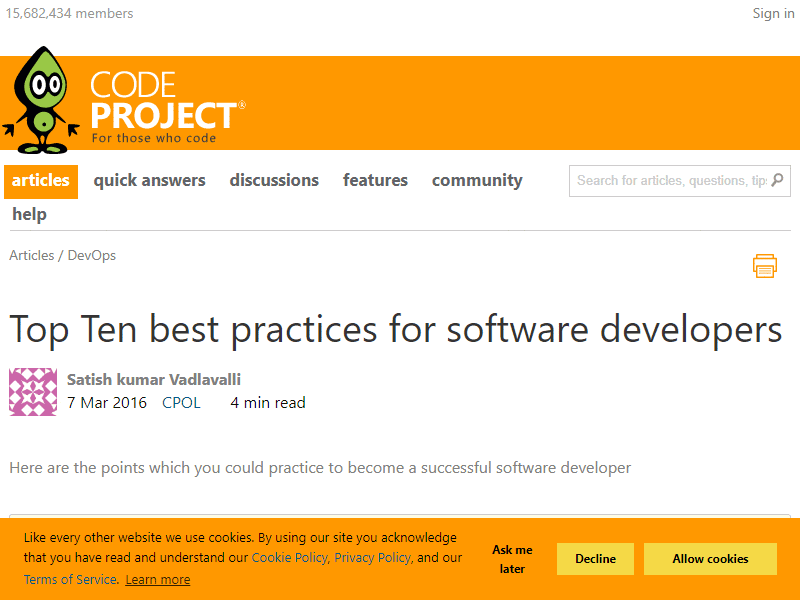 15,682,434 members
Sign in
CODE
PROJECT®
For those who code
articles quick answers discussions features community
Search for articles, questions, tips
help
Articles / DevOps
Top Ten best practices for software developers
Satish kumar Vadlavalli
7 Mar 2016 CPOL 4 min read
Here are the points which you could practice to become a successful software developer
Like every other website we use cookies. By using our site you acknowledge
that you have read and understand our Cookie Policy, Privacy Policy, and our
Terms of Service. Learn more
Ask me
later
Decline
Allow cookies